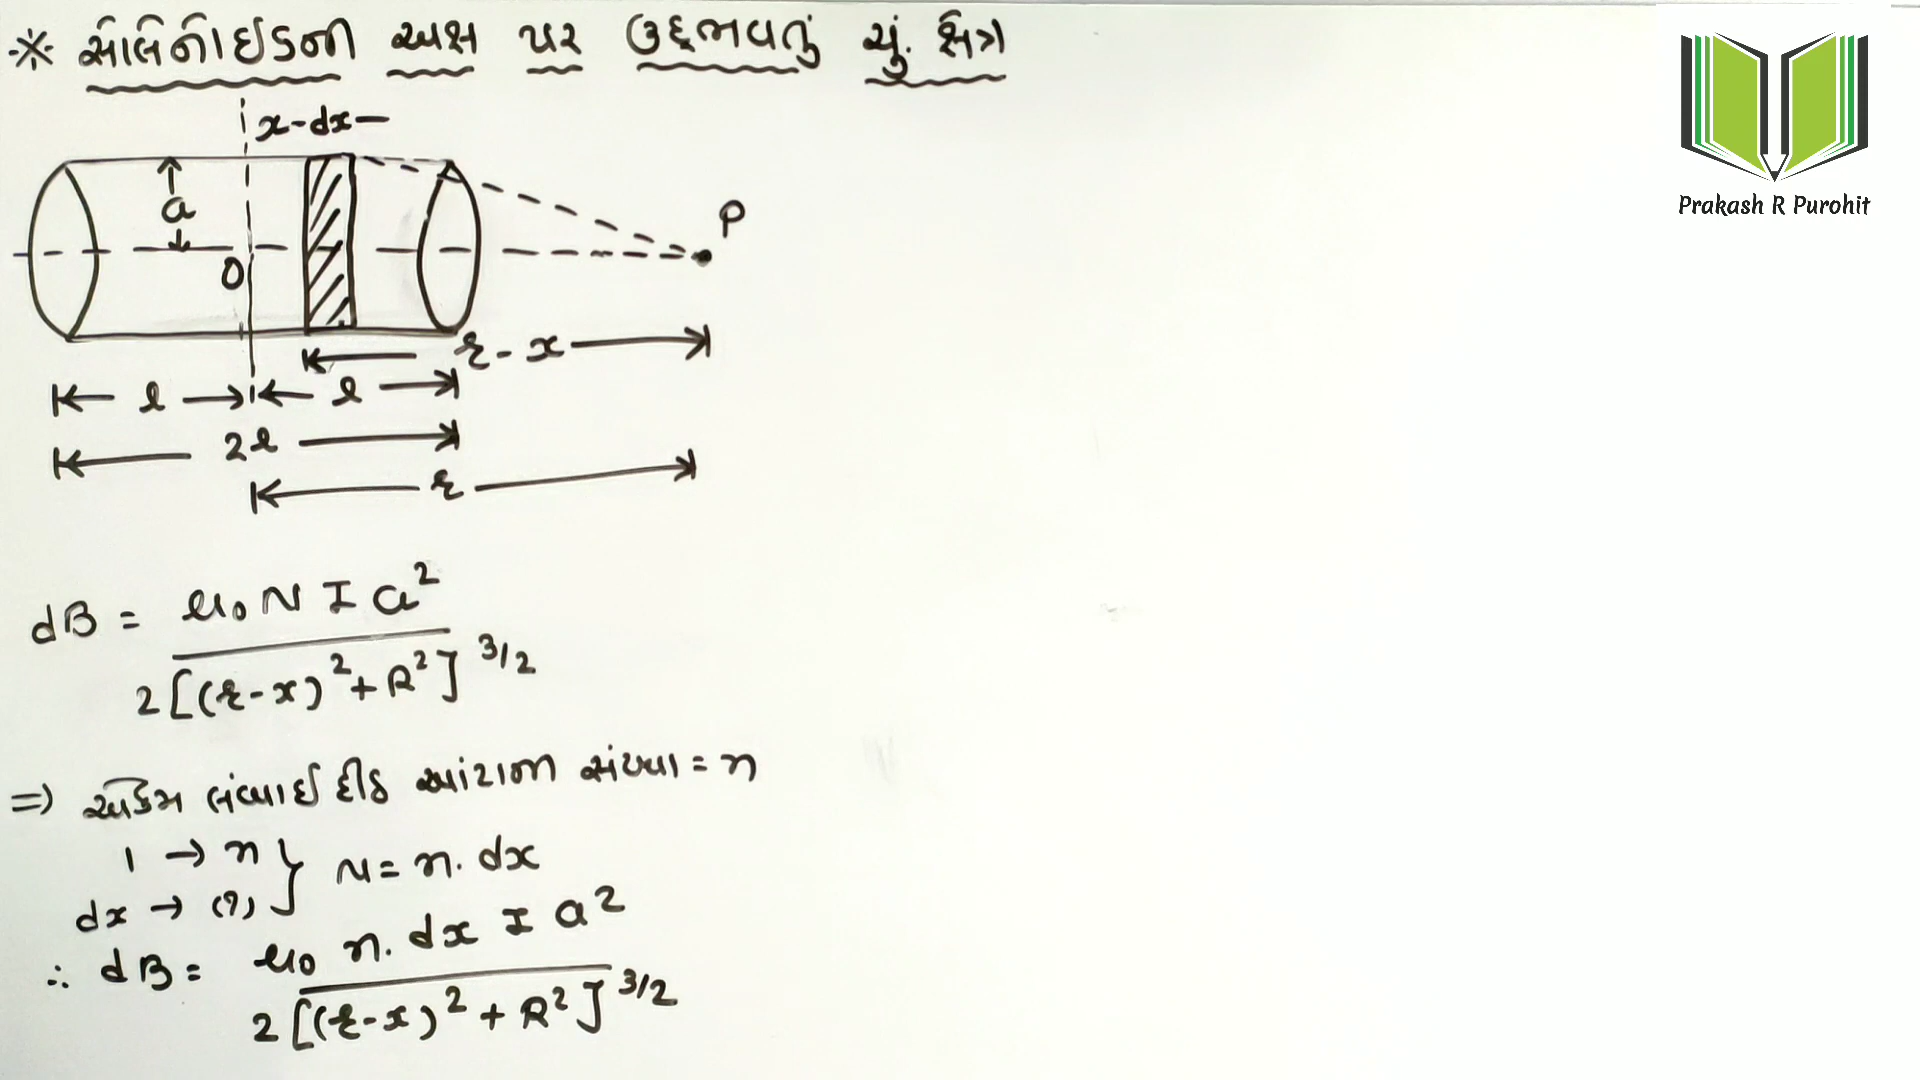 * સોલેનોઇડની અક્ષ પર ઉદ્દભવતું ચું. ક્ષેત્ર
Prakash R Purohit
x-dx-
a
P
O
r-x
l l
2l
r
dB = μ₀ N I a²
2[(r-x)²+R²]^3/2
⇒ એકમ લંબાઈ દીઠ આંટાની સંખ્યા = n
1 → n } N = n. dx
dx → (?)
∴ dB = μ₀ n. dx I a²
2[(r-x)²+R²]^3/2